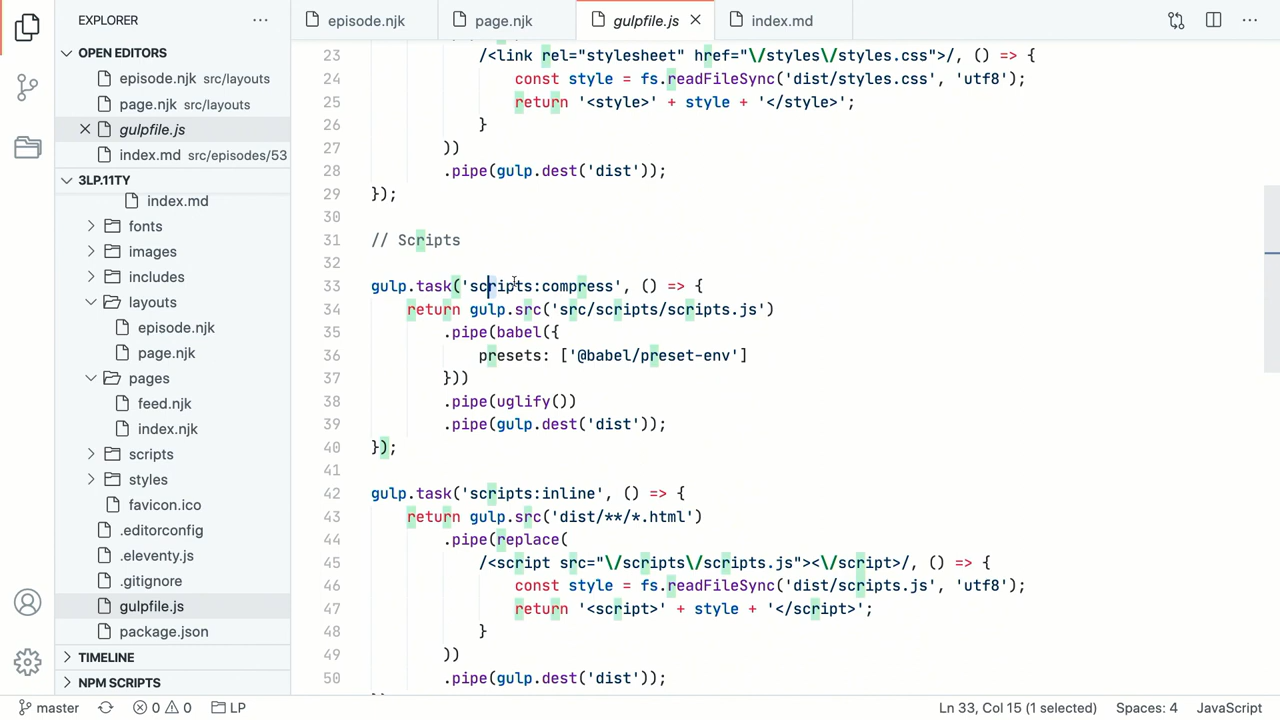 EXPLORER
OPEN EDITORS
episode.njk src/layouts
page.njk src/layouts
gulpfile.js
index.md src/episodes/53
3LP.11TY
index.md
fonts
images
includes
layouts
episode.njk
page.njk
pages
feed.njk
index.njk
scripts
styles
favicon.ico
.editorconfig
.eleventy.js
.gitignore
gulpfile.js
package.json
TIMELINE
NPM SCRIPTS
episode.njk page.njk gulpfile.js index.md
23 /<link rel="stylesheet" href="\/styles\/styles.css">/, () => {
24 const style = fs.readFileSync('dist/styles.css', 'utf8');
25 return '<style>' + style + '</style>';
26 }
27 ))
28 .pipe(gulp.dest('dist'));
29 });
30
31 // Scripts
32
33 gulp.task('scripts:compress', () => {
34 return gulp.src('src/scripts/scripts.js')
35 .pipe(babel({
36 presets: ['@babel/preset-env']
37 }))
38 .pipe(uglify())
39 .pipe(gulp.dest('dist'));
40 });
41
42 gulp.task('scripts:inline', () => {
43 return gulp.src('dist/**/*.html')
44 .pipe(replace(
45 /<script src="\/scripts\/scripts.js"><\/script>/, () => {
46 const style = fs.readFileSync('dist/scripts.js', 'utf8');
47 return '<script>' + style + '</script>';
48 }
49 ))
50 .pipe(gulp.dest('dist'));
master 0 0 LP Ln 33, Col 15 (1 selected) Spaces: 4 JavaScript